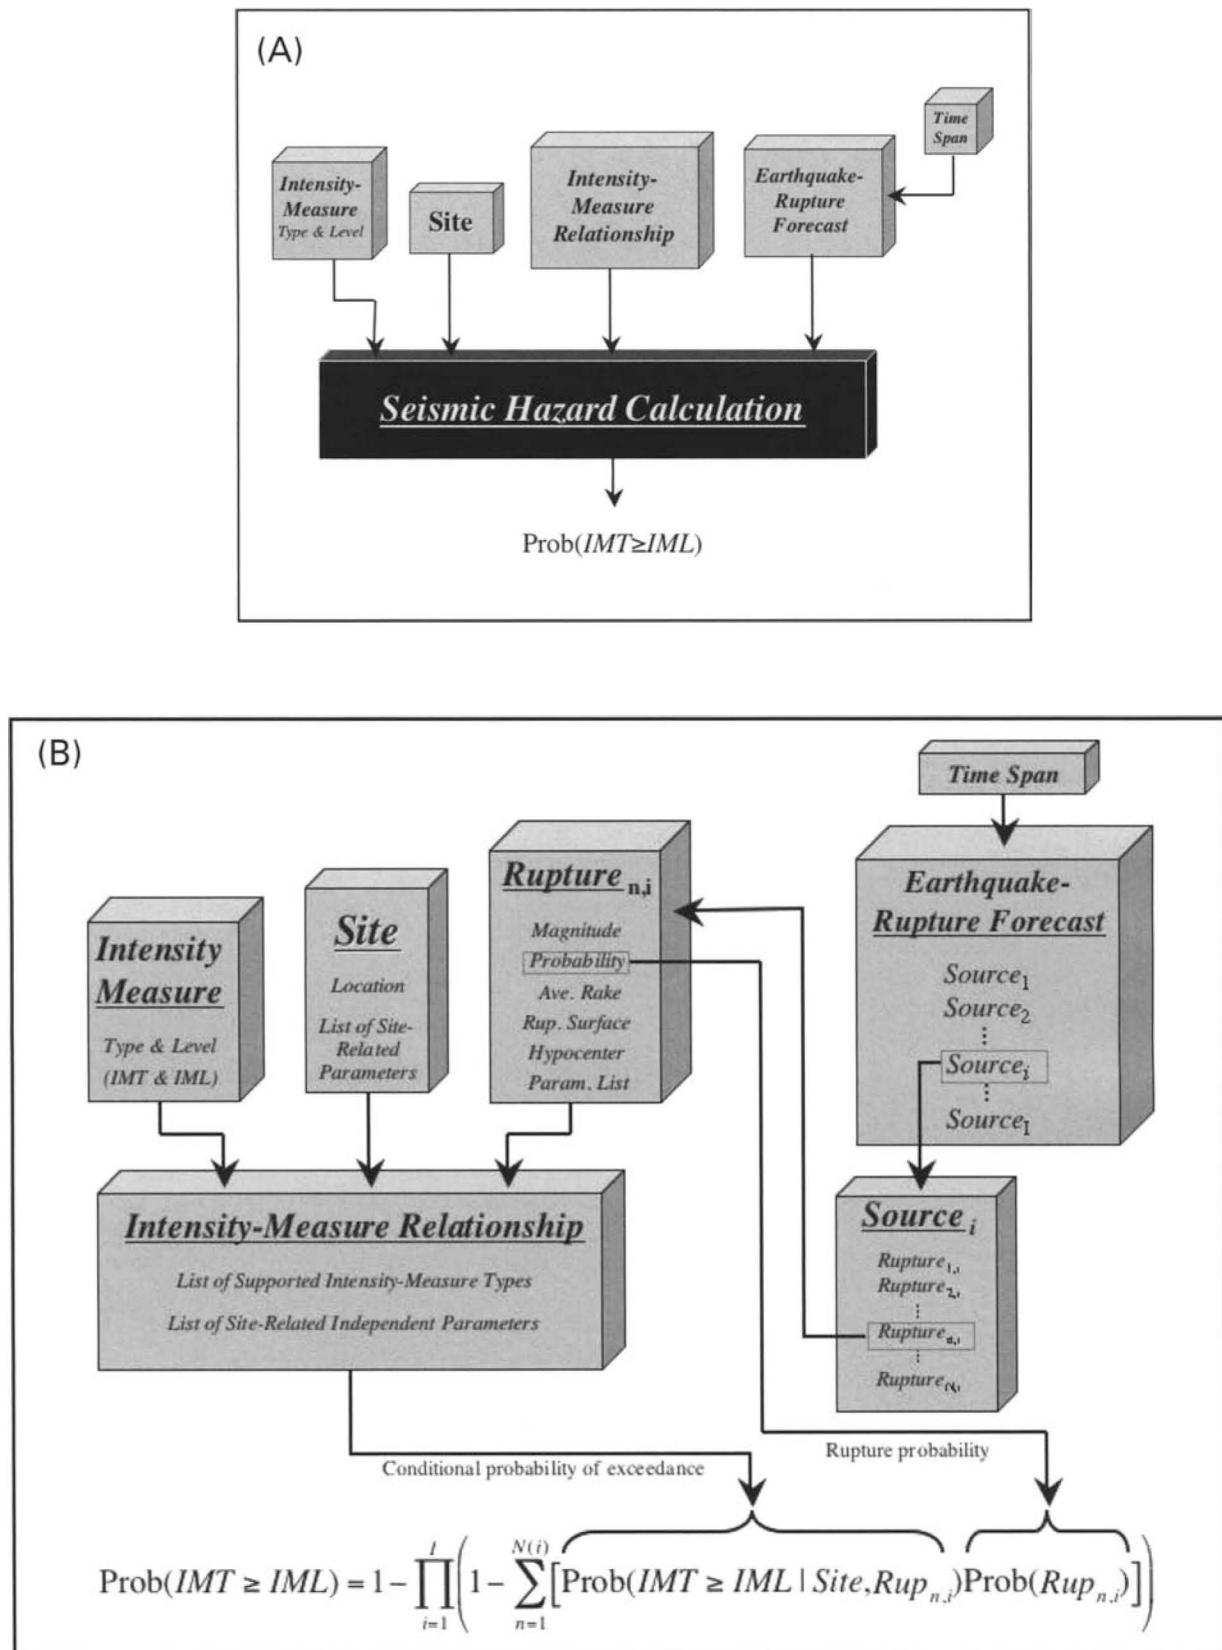 (A)
Time
Span
Intensity-
Measure
Type & Level
Site
Intensity-
Measure
Relationship
Earthquake-
Rupture
Forecast
Seismic Hazard Calculation
Prob(IMT≥IML)
(B)
Time Span
Earthquake-
Rupture Forecast
Source₁
Source₂
⋮
Sourceᵢ
⋮
Source_I
Rupture n,i
Magnitude
Probability
Ave. Rake
Rup. Surface
Hypocenter
Param. List
Site
Location
List of Site-
Related
Parameters
Intensity
Measure
Type & Level
(IMT & IML)
Intensity-Measure Relationship
List of Supported Intensity-Measure Types
List of Site-Related Independent Parameters
Source i
Rupture₁,ᵢ
Rupture₂,ᵢ
⋮
Ruptureₙ,ᵢ
⋮
Rupture_N,i
Rupture probability
Conditional probability of exceedance
Prob(IMT ≥ IML) = 1 − ∏_{i=1}^{I} (1 − ∑_{n=1}^{N(i)} [Prob(IMT ≥ IML | Site, Rup_{n,i}) Prob(Rup_{n,i})])